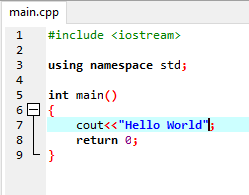 main.cpp
1 #include <iostream>
2
3 using namespace std;
4
5 int main()
6 {
7 cout<<"Hello World";
8 return 0;
9 }